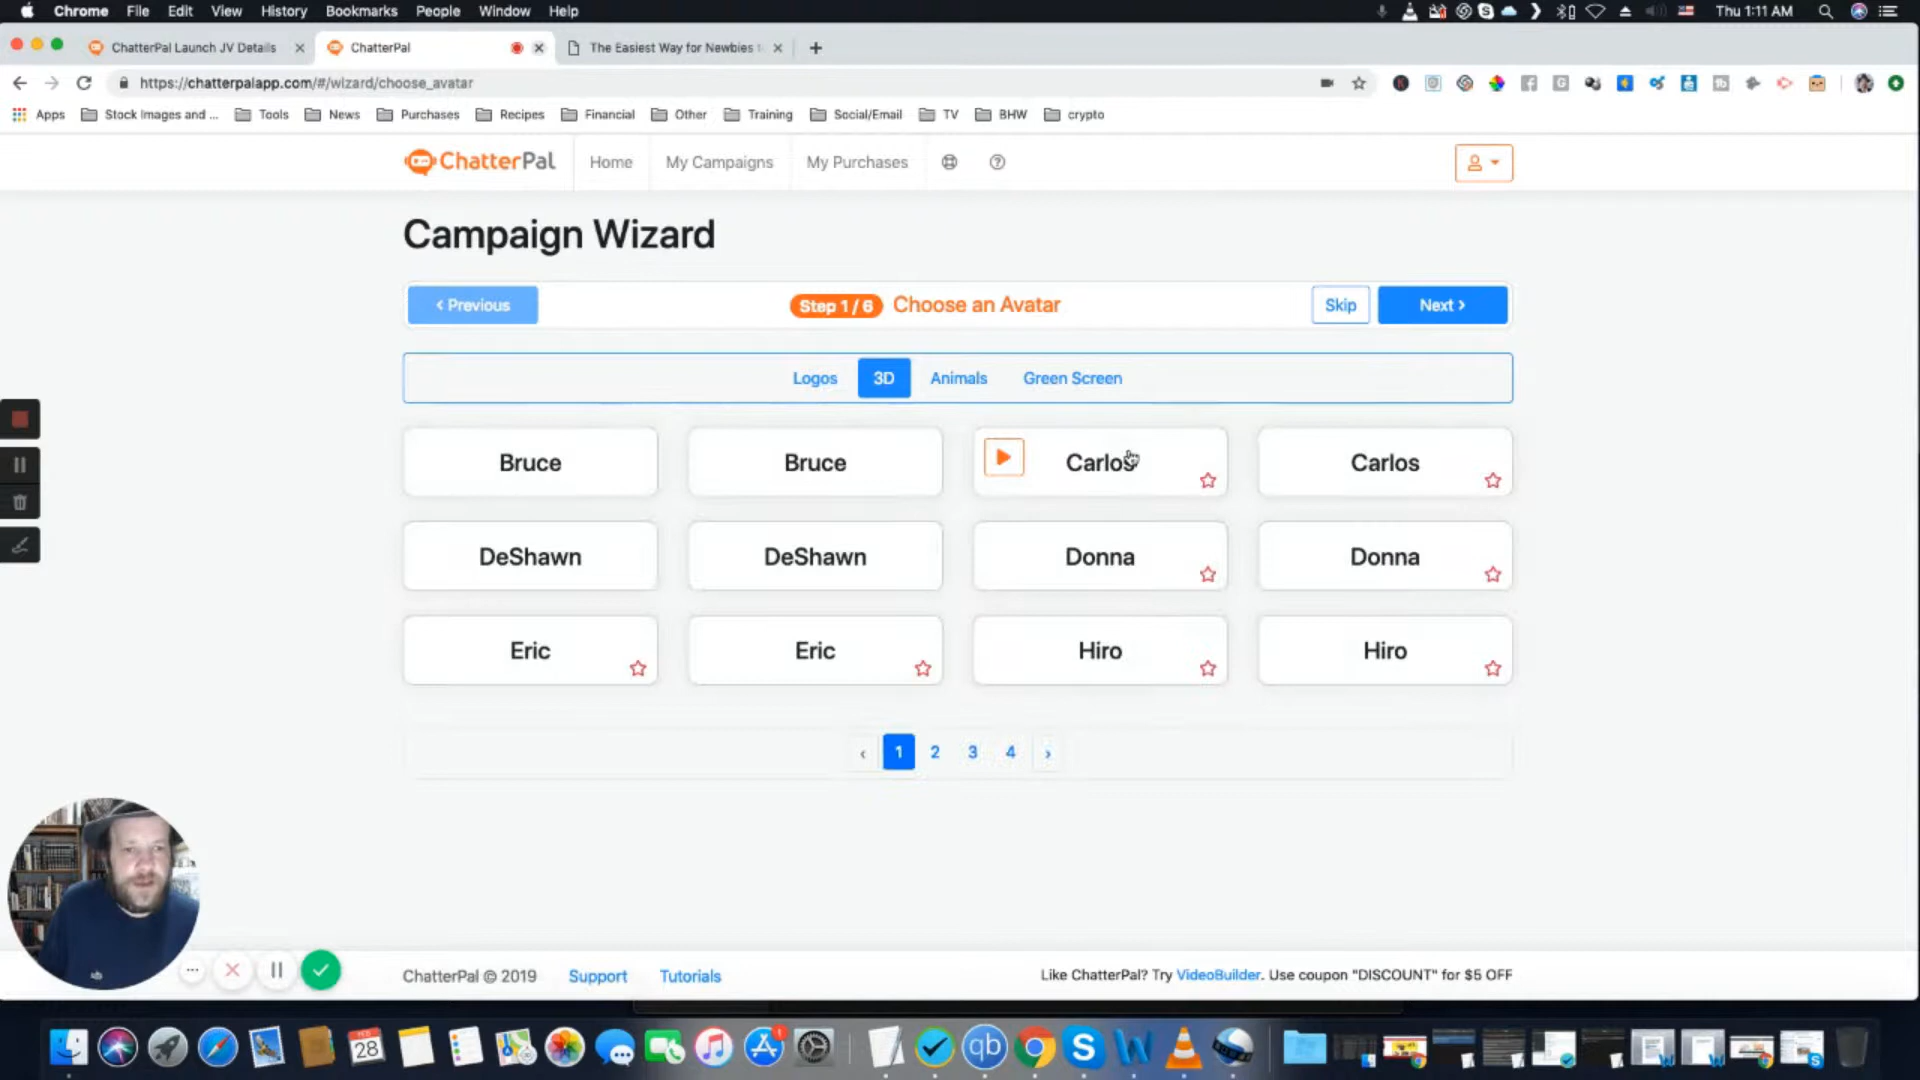 Chrome File Edit View History Bookmarks People Window Help Thu 1:11 AM
ChatterPal Launch JV Details ChatterPal The Easiest Way for Newbies
https://chatterpalapp.com/#/wizard/choose_avatar
Apps Stock Images and ... Tools News Purchases Recipes Financial Other Training Social/Email TV BHW crypto
ChatterPal Home My Campaigns My Purchases
Campaign Wizard
< Previous Step 1 / 6 Choose an Avatar Skip Next >
Logos 3D Animals Green Screen
Bruce Bruce Carlos Carlos
DeShawn DeShawn Donna Donna
Eric Eric Hiro Hiro
‹ 1 2 3 4 ›
ChatterPal © 2019 Support Tutorials Like ChatterPal? Try VideoBuilder. Use coupon "DISCOUNT" for $5 OFF
28
qb